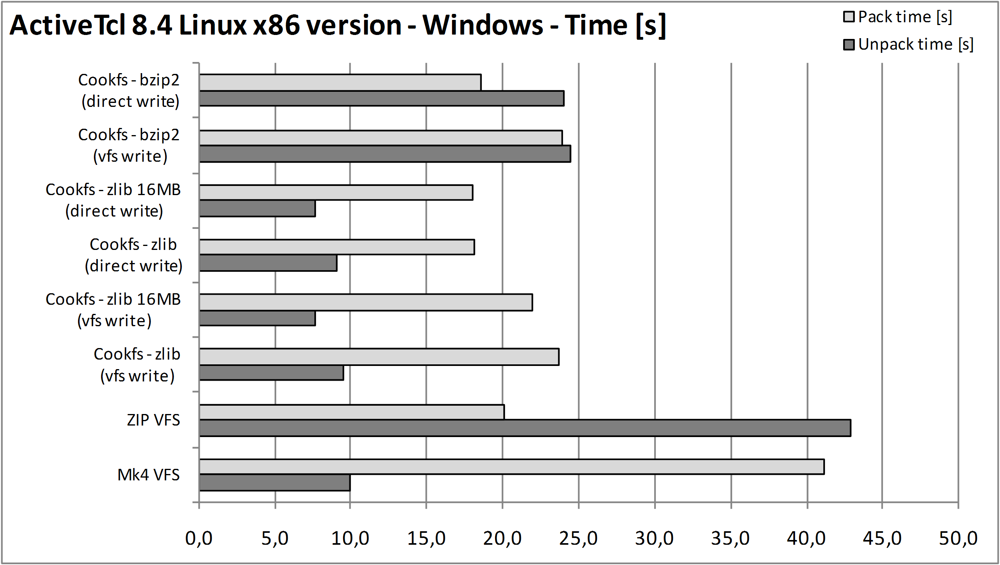 ActiveTcl 8.4 Linux x86 version - Windows - Time [s]
Pack time [s]
Unpack time [s]
Cookfs - bzip2
(direct write)
Cookfs - bzip2
(vfs write)
Cookfs - zlib 16MB
(direct write)
Cookfs - zlib
(direct write)
Cookfs - zlib 16MB
(vfs write)
Cookfs - zlib
(vfs write)
ZIP VFS
Mk4 VFS
0,0 5,0 10,0 15,0 20,0 25,0 30,0 35,0 40,0 45,0 50,0